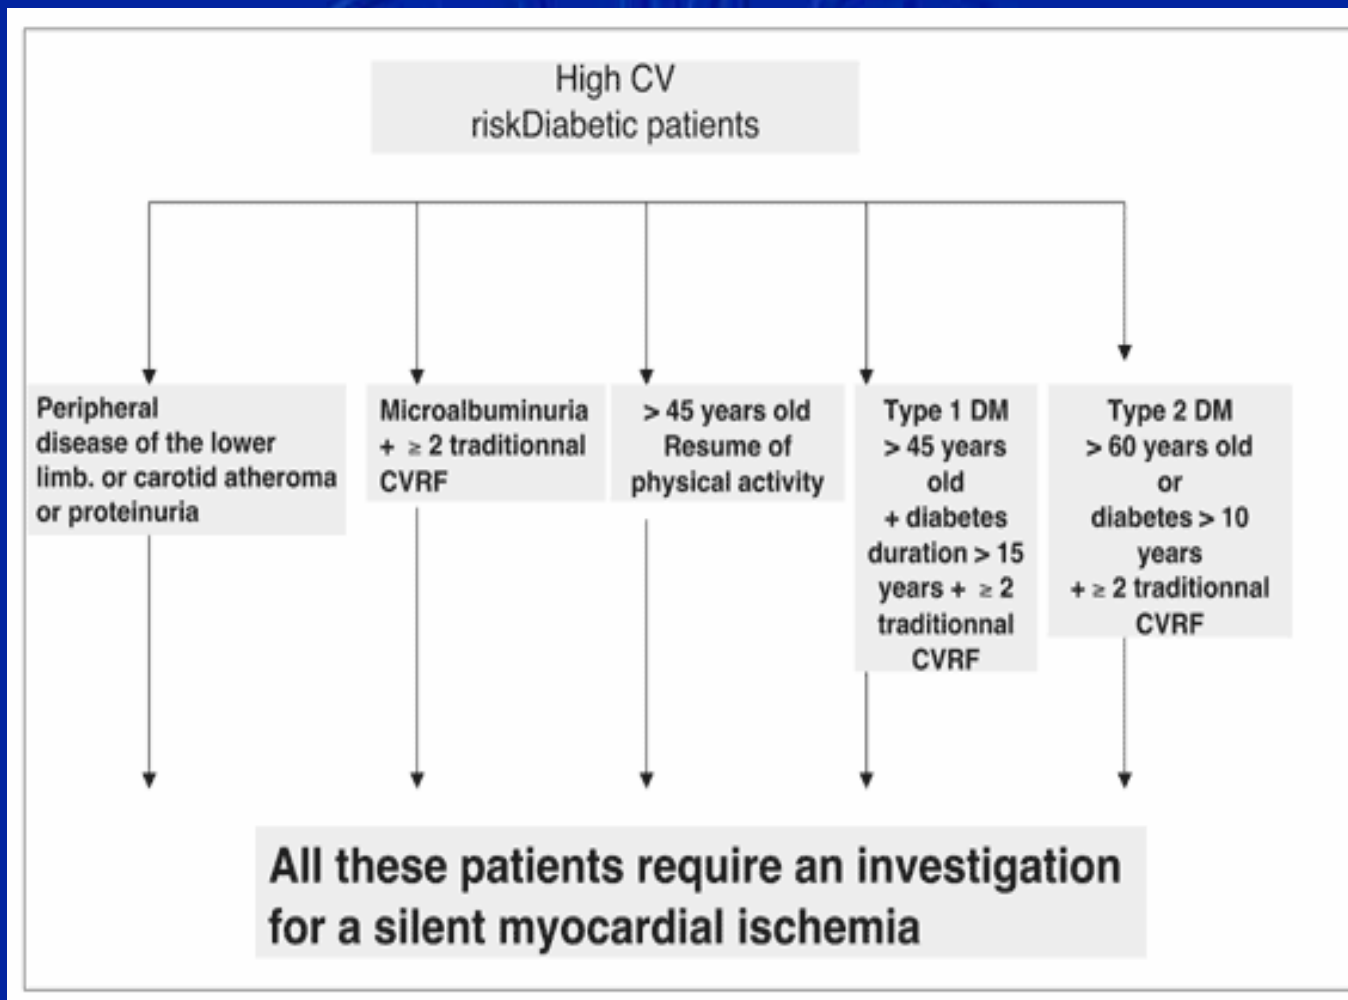 High CV
riskDiabetic patients
Peripheral
disease of the lower
limb. or carotid atheroma
or proteinuria
Microalbuminuria
+ ≥ 2 traditionnal
CVRF
> 45 years old
Resume of
physical activity
Type 1 DM
> 45 years
old
+ diabetes
duration > 15
years + ≥ 2
traditionnal
CVRF
Type 2 DM
> 60 years old
or
diabetes > 10
years
+ ≥ 2 traditionnal
CVRF
All these patients require an investigation
for a silent myocardial ischemia